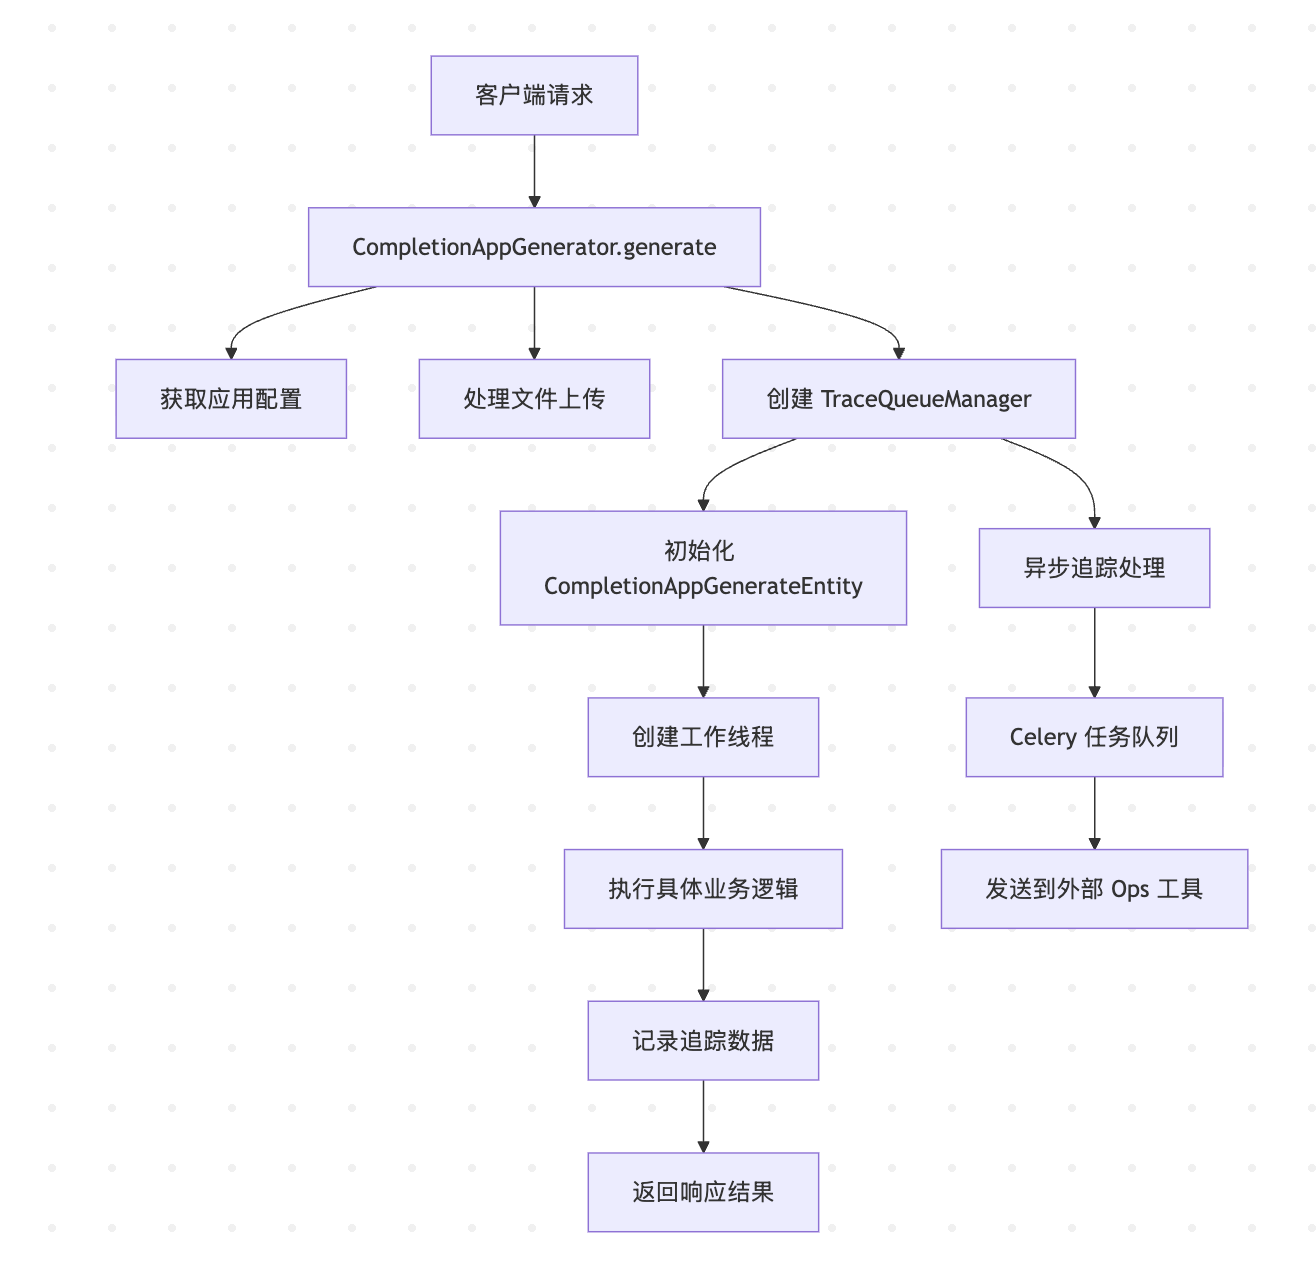 客户端请求
CompletionAppGenerator.generate
获取应用配置
处理文件上传
创建 TraceQueueManager
初始化
CompletionAppGenerateEntity
异步追踪处理
创建工作线程
Celery 任务队列
执行具体业务逻辑
发送到外部 Ops 工具
记录追踪数据
返回响应结果